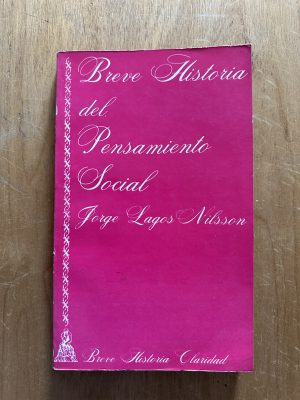 Breve Historia
del
Pensamiento
Social
Jorge Lagos Nilsson
Breve Historia Claridad